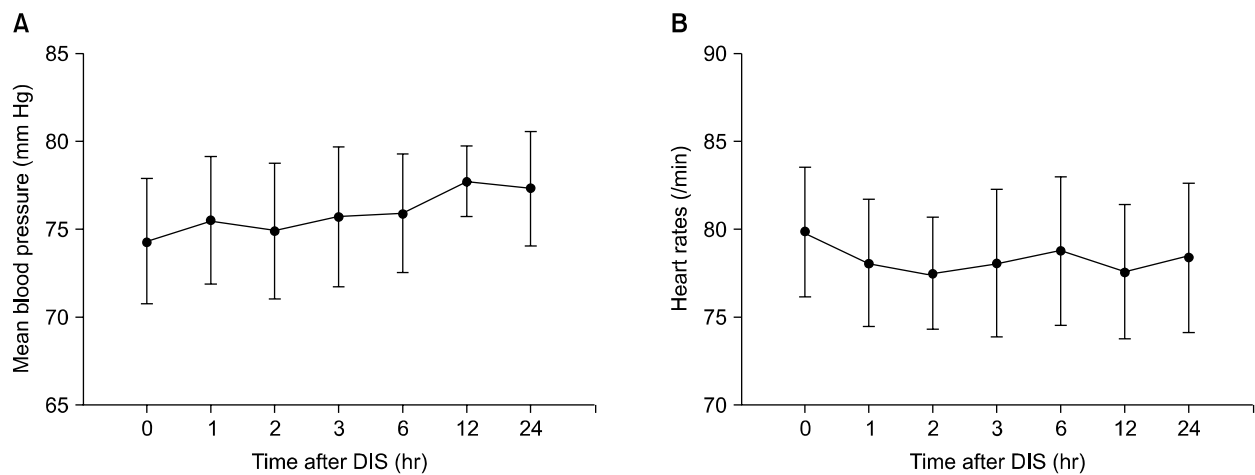 A
Mean blood pressure (mm Hg)
85
80
75
70
65
0 1 2 3 6 12 24
Time after DIS (hr)
B
Heart rates (/min)
90
85
80
75
70
0 1 2 3 6 12 24
Time after DIS (hr)